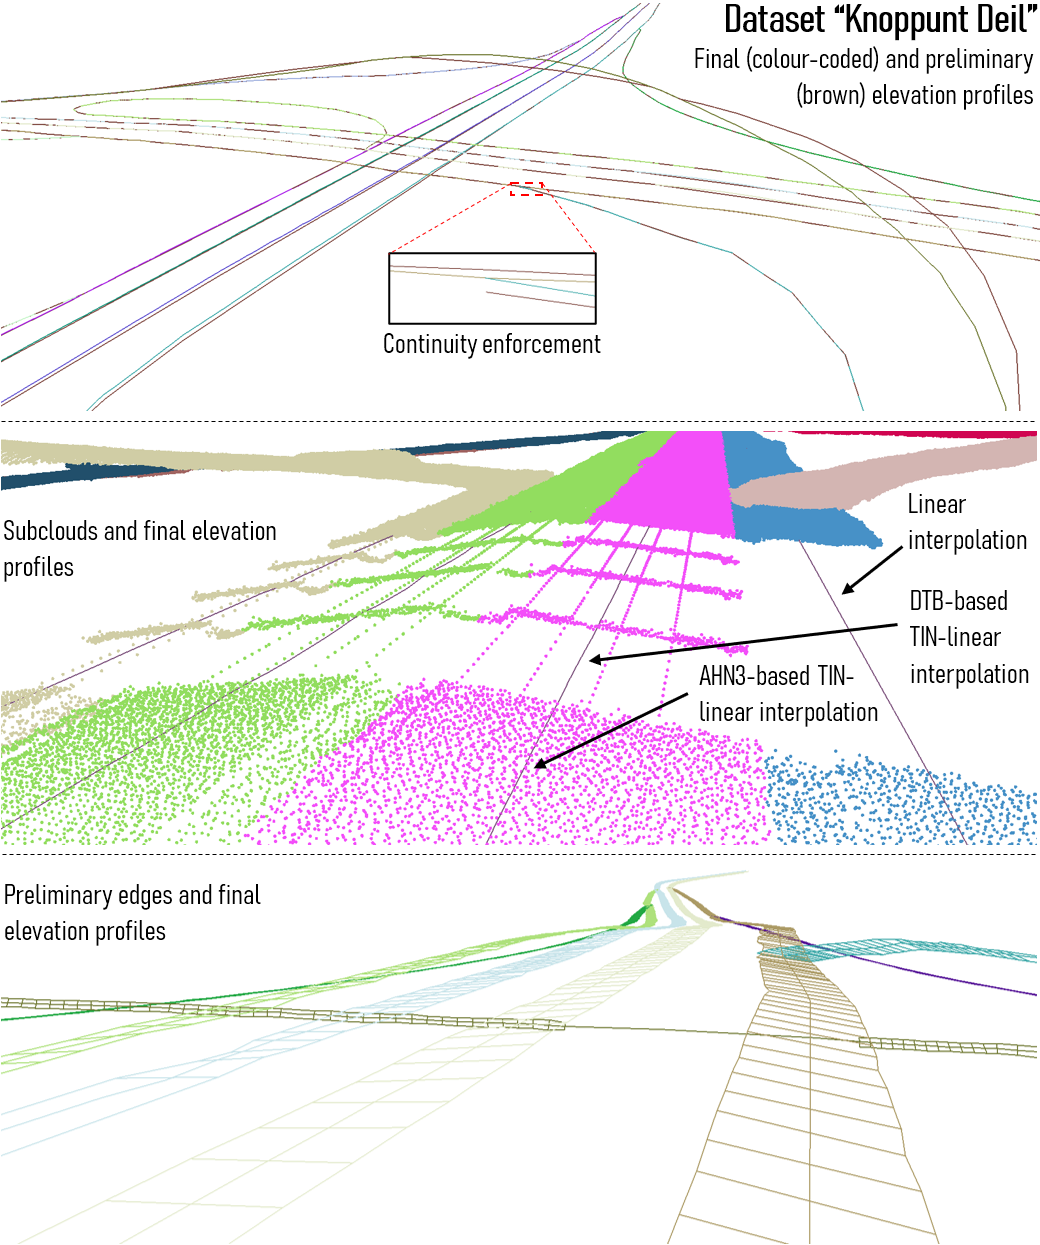 Dataset “Knoppunt Deil”
Final (colour-coded) and preliminary
(brown) elevation profiles
Continuity enforcement
Subclouds and final elevation
profiles
Linear
interpolation
DTB-based
TIN-linear
interpolation
AHN3-based TIN-
linear interpolation
Preliminary edges and final
elevation profiles